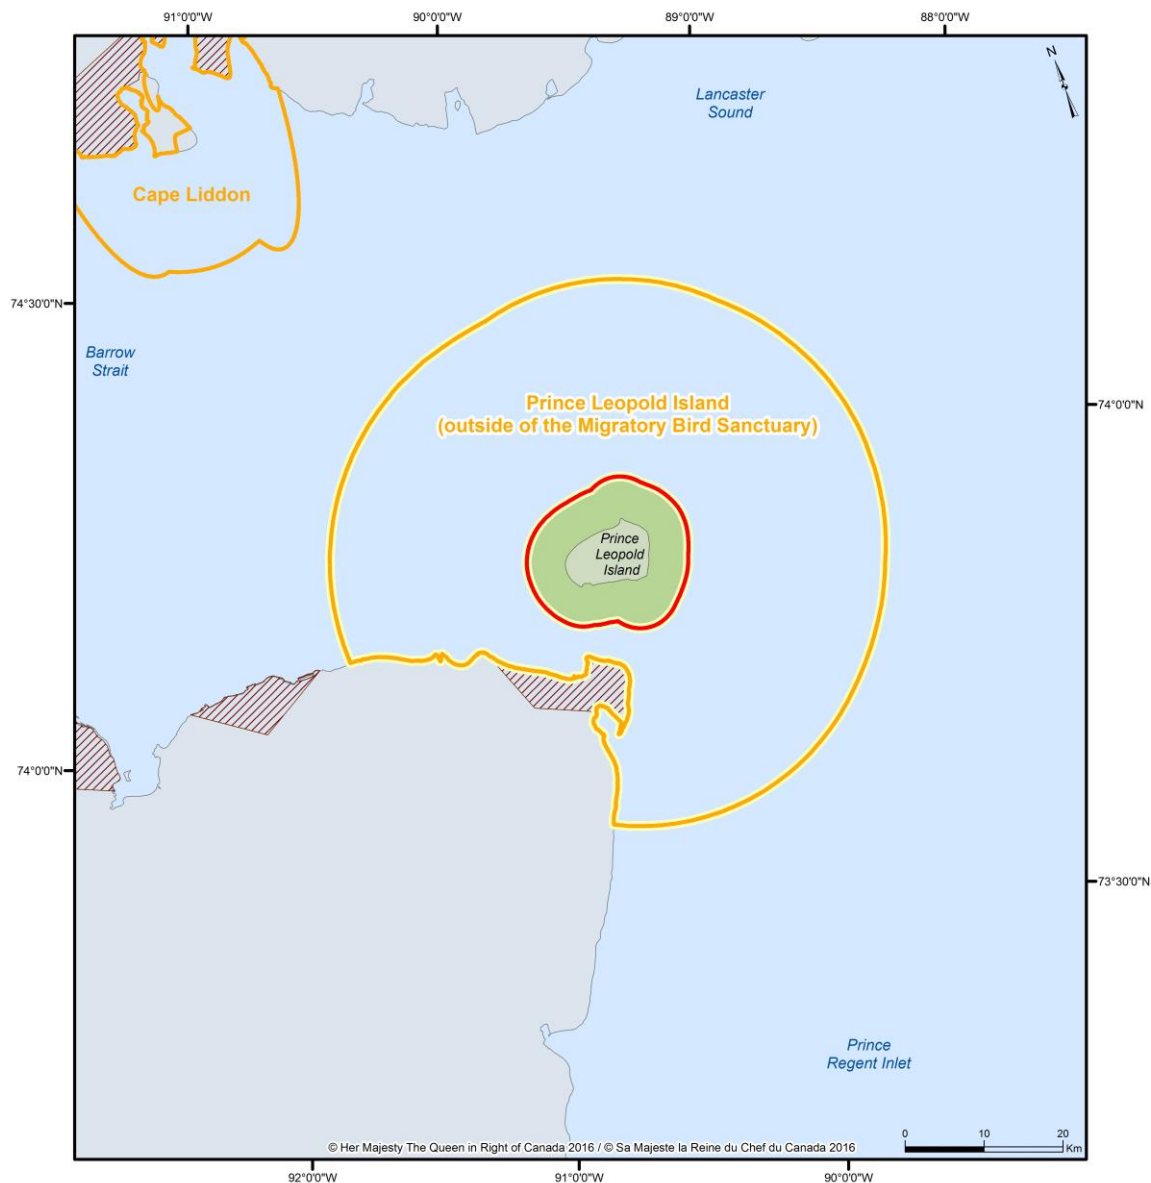 91°0'0"W
90°0'0"W
89°0'0"W
88°0'0"W
N
Lancaster
Sound
Cape Liddon
74°30'0"N
Barrow
Strait
Prince Leopold Island
(outside of the Migratory Bird Sanctuary)
74°0'0"N
Prince
Leopold
Island
74°0'0"N
73°30'0"N
Prince
Regent Inlet
0 10 20
Km
© Her Majesty The Queen in Right of Canada 2016 / © Sa Majeste la Reine du Chef du Canada 2016
92°0'0"W
91°0'0"W
90°0'0"W